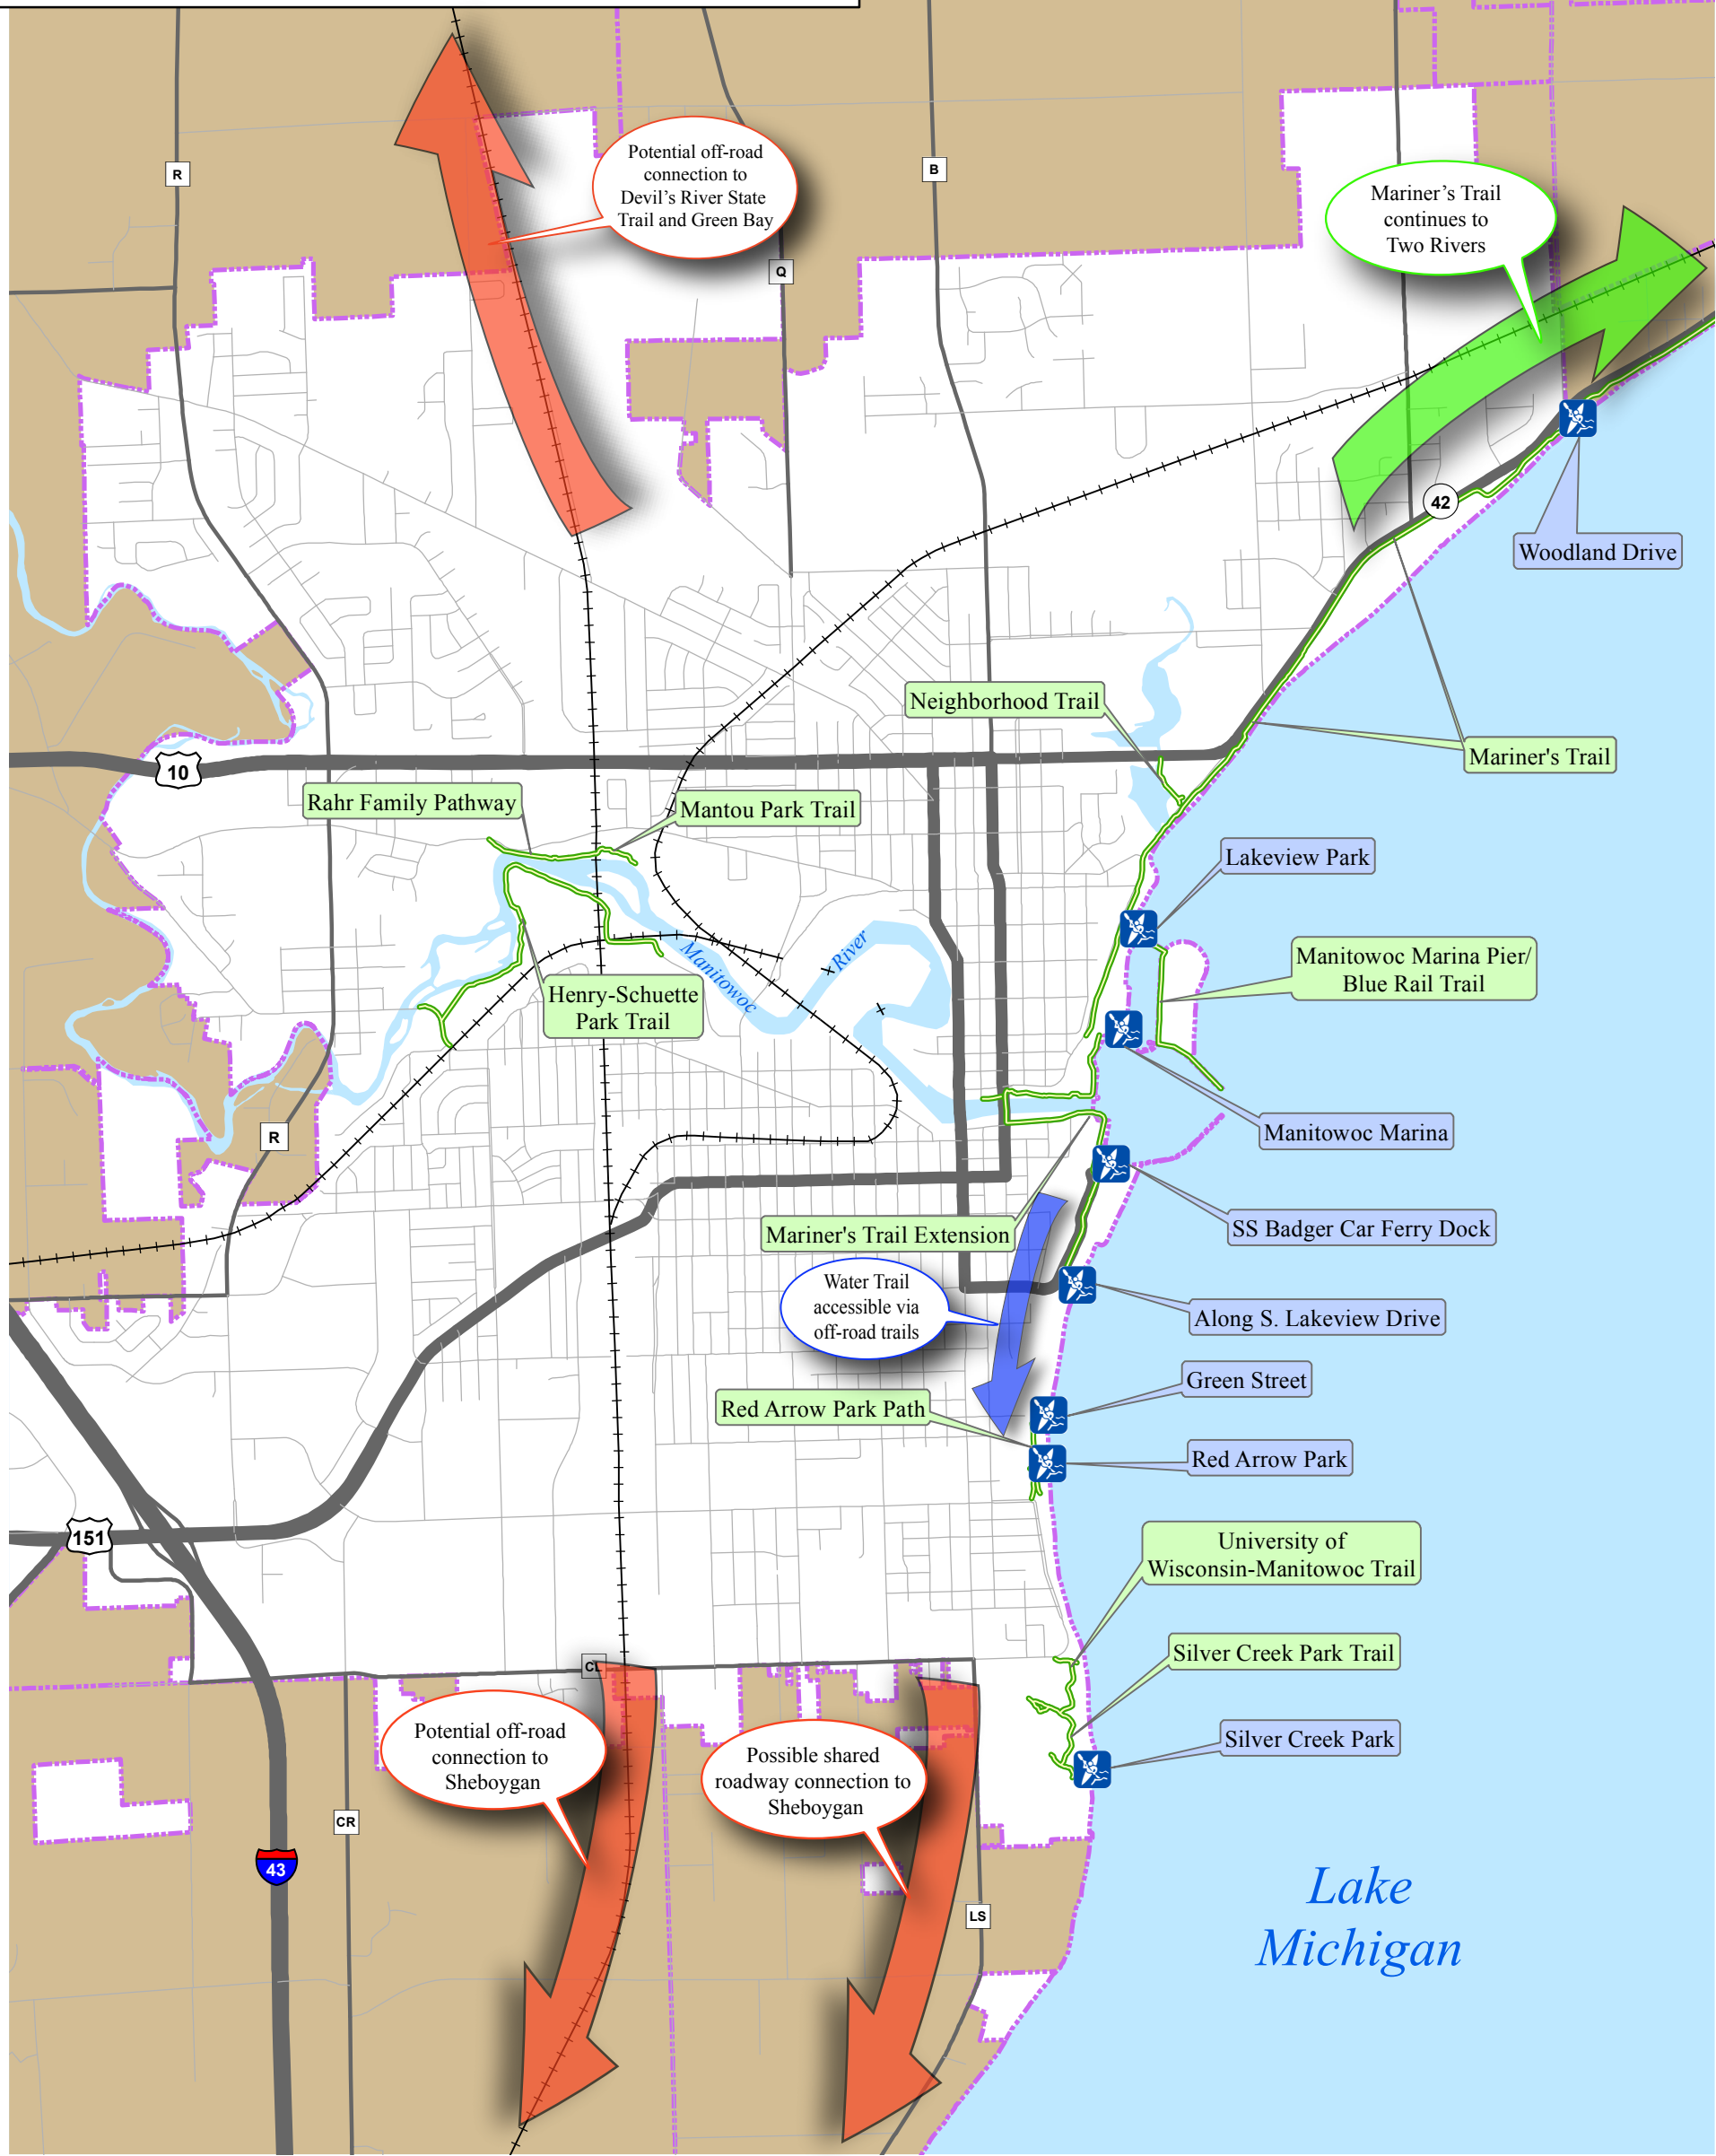 R
Potential off-road
connection to
Devil's River State
Trail and Green Bay
B
Mariner's Trail
continues to
Two Rivers
Q
42
Woodland Drive
Neighborhood Trail
Mariner's Trail
10
Rahr Family Pathway
Mantou Park Trail
Lakeview Park
Manitowoc
River
Manitowoc Marina Pier/
Blue Rail Trail
Henry-Schuette
Park Trail
R
Manitowoc Marina
SS Badger Car Ferry Dock
Mariner's Trail Extension
Water Trail
accessible via
off-road trails
Along S. Lakeview Drive
Green Street
Red Arrow Park Path
Red Arrow Park
151
University of
Wisconsin-Manitowoc Trail
Silver Creek Park Trail
CL
Silver Creek Park
Potential off-road
connection to
Sheboygan
Possible shared
roadway connection to
Sheboygan
CR
43
LS
Lake
Michigan